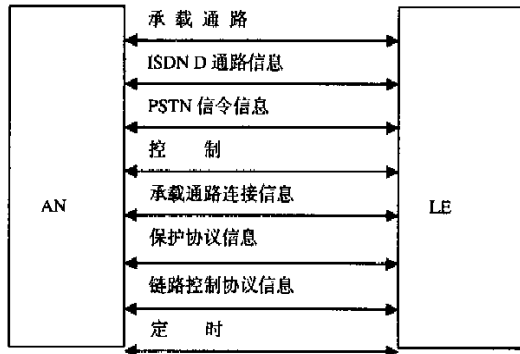 承载通路
ISDN D 通路信息
PSTN 信令信息
控 制
AN
承载通路连接信息
LE
保护协议信息
链路控制协议信息
定 时